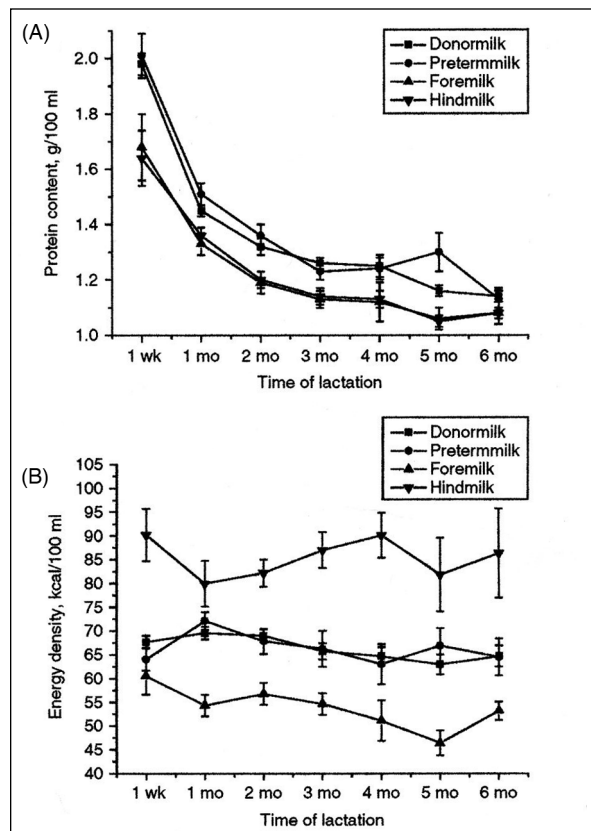 (A)
Donormilk
Pretermmilk
Foremilk
Hindmilk
Protein content, g/100 ml
2.0
1.8
1.6
1.4
1.2
1.0
1 wk 1 mo 2 mo 3 mo 4 mo 5 mo 6 mo
Time of lactation
(B)
Donormilk
Pretermmilk
Foremilk
Hindmilk
Energy density, kcal/100 ml
105
100
95
90
85
80
75
70
65
60
55
50
45
40
1 wk 1 mo 2 mo 3 mo 4 mo 5 mo 6 mo
Time of lactation